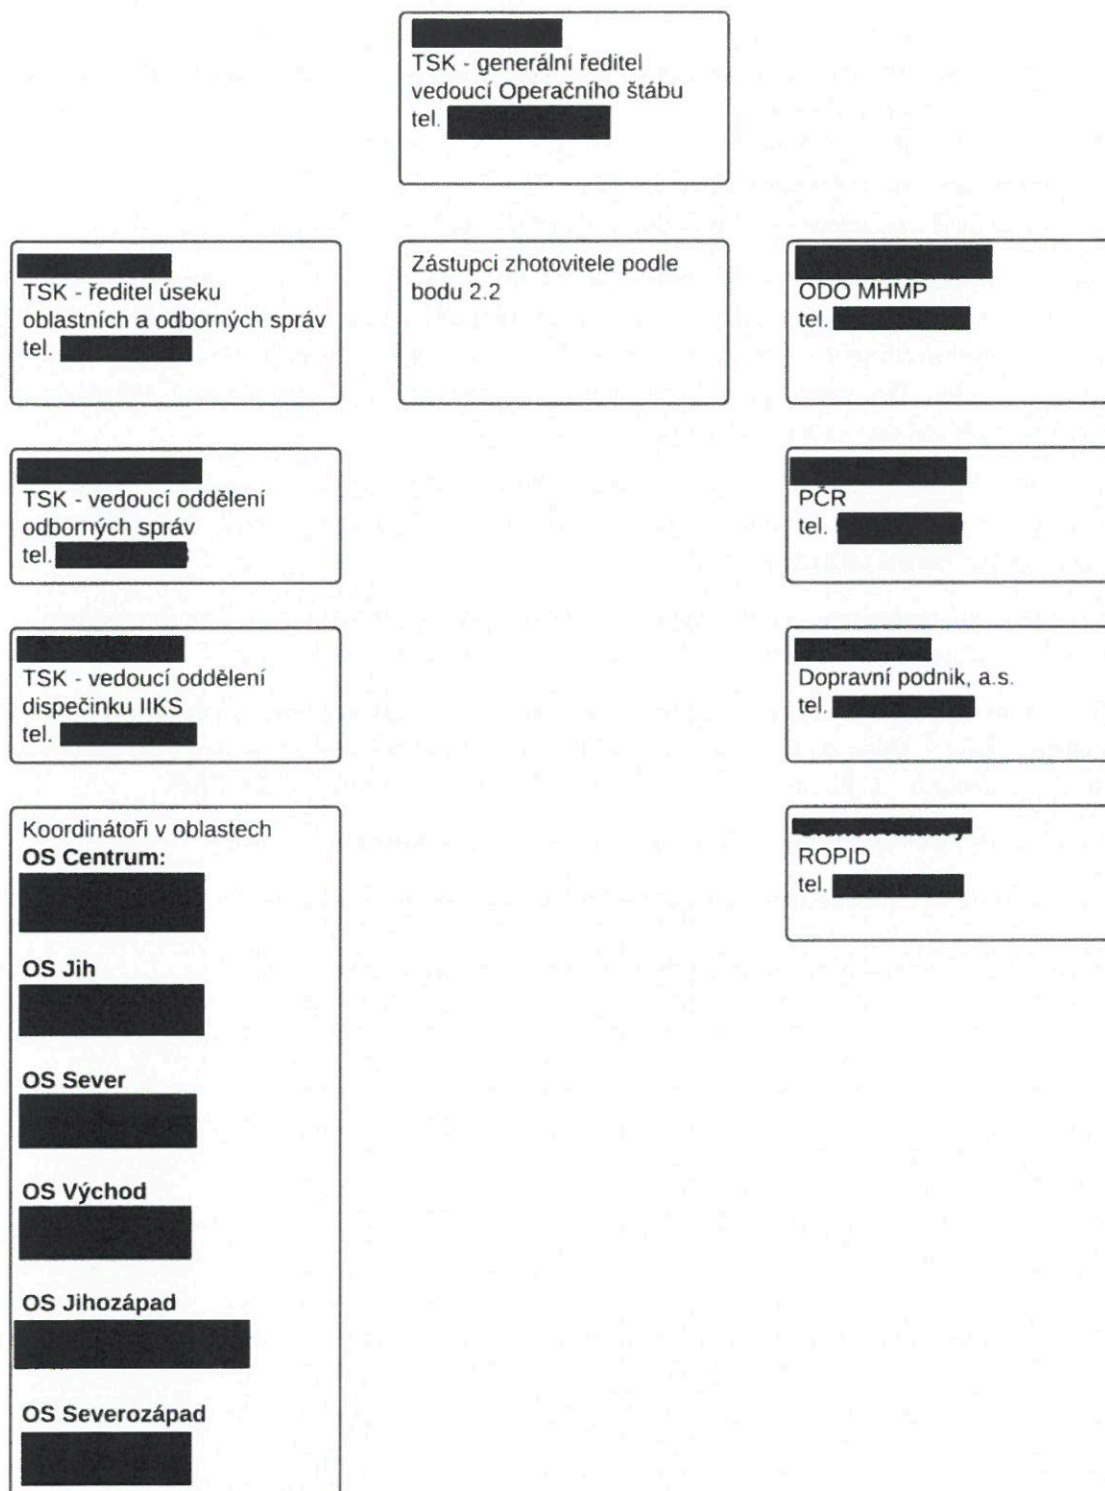 TSK - generální ředitel
vedoucí Operačního štábu
tel.
TSK - ředitel úseku
oblastních a odborných správ
tel.
Zástupci zhotovitele podle
bodu 2.2
ODO MHMP
tel.
TSK - vedoucí oddělení
odborných správ
tel.
PČR
tel.
TSK - vedoucí oddělení
dispečinku IIKS
tel.
Dopravní podnik, a.s.
tel.
Koordinátoři v oblastech
OS Centrum:
OS Jih
OS Sever
OS Východ
OS Jihozápad
OS Severozápad
ROPID
tel.